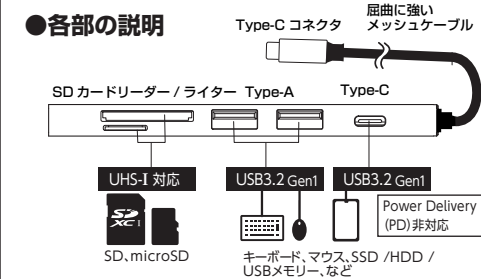 ●各部の説明
Type-C コネクタ
屈曲に強い
メッシュケーブル
SD カードリーダー / ライター
Type-A
Type-C
UHS-I 対応
USB3.2 Gen1
USB3.2 Gen1
SD
XC I
Power Delivery
(PD)非対応
SD、microSD
キーボード、マウス、SSD /HDD /
USBメモリー、など